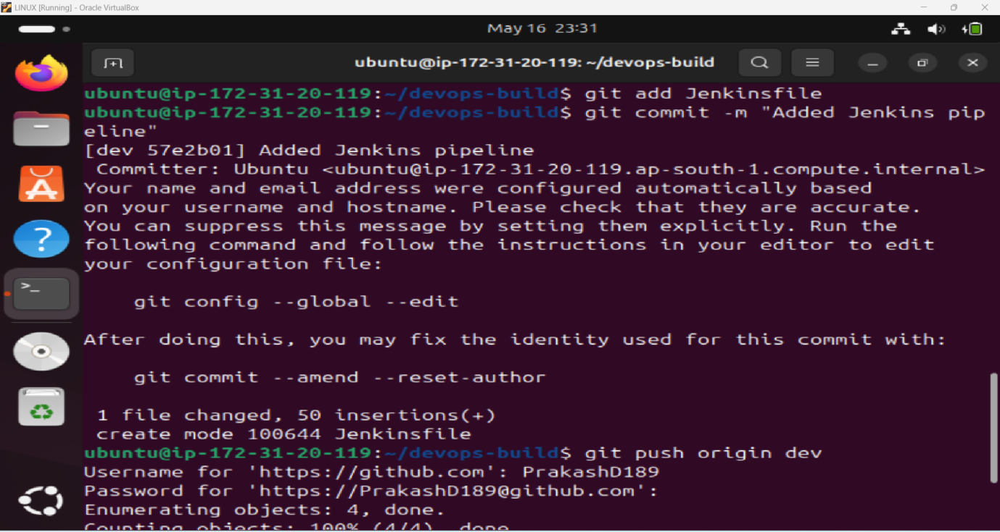 LINUX [Running] - Oracle VirtualBox
May 16 23:31
ubuntu@ip-172-31-20-119: ~/devops-build
ubuntu@ip-172-31-20-119:~/devops-build$ git add Jenkinsfile
ubuntu@ip-172-31-20-119:~/devops-build$ git commit -m "Added Jenkins pip
eline"
[dev 57e2b01] Added Jenkins pipeline
Committer: Ubuntu <ubuntu@ip-172-31-20-119.ap-south-1.compute.internal>
Your name and email address were configured automatically based
on your username and hostname. Please check that they are accurate.
You can suppress this message by setting them explicitly. Run the
following command and follow the instructions in your editor to edit
your configuration file:
git config --global --edit
After doing this, you may fix the identity used for this commit with:
git commit --amend --reset-author
1 file changed, 50 insertions(+)
create mode 100644 Jenkinsfile
ubuntu@ip-172-31-20-119:~/devops-build$ git push origin dev
Username for 'https://github.com': PrakashD189
Password for 'https://PrakashD189@github.com':
Enumerating objects: 4, done.
Counting objects: 100% (4/4), done